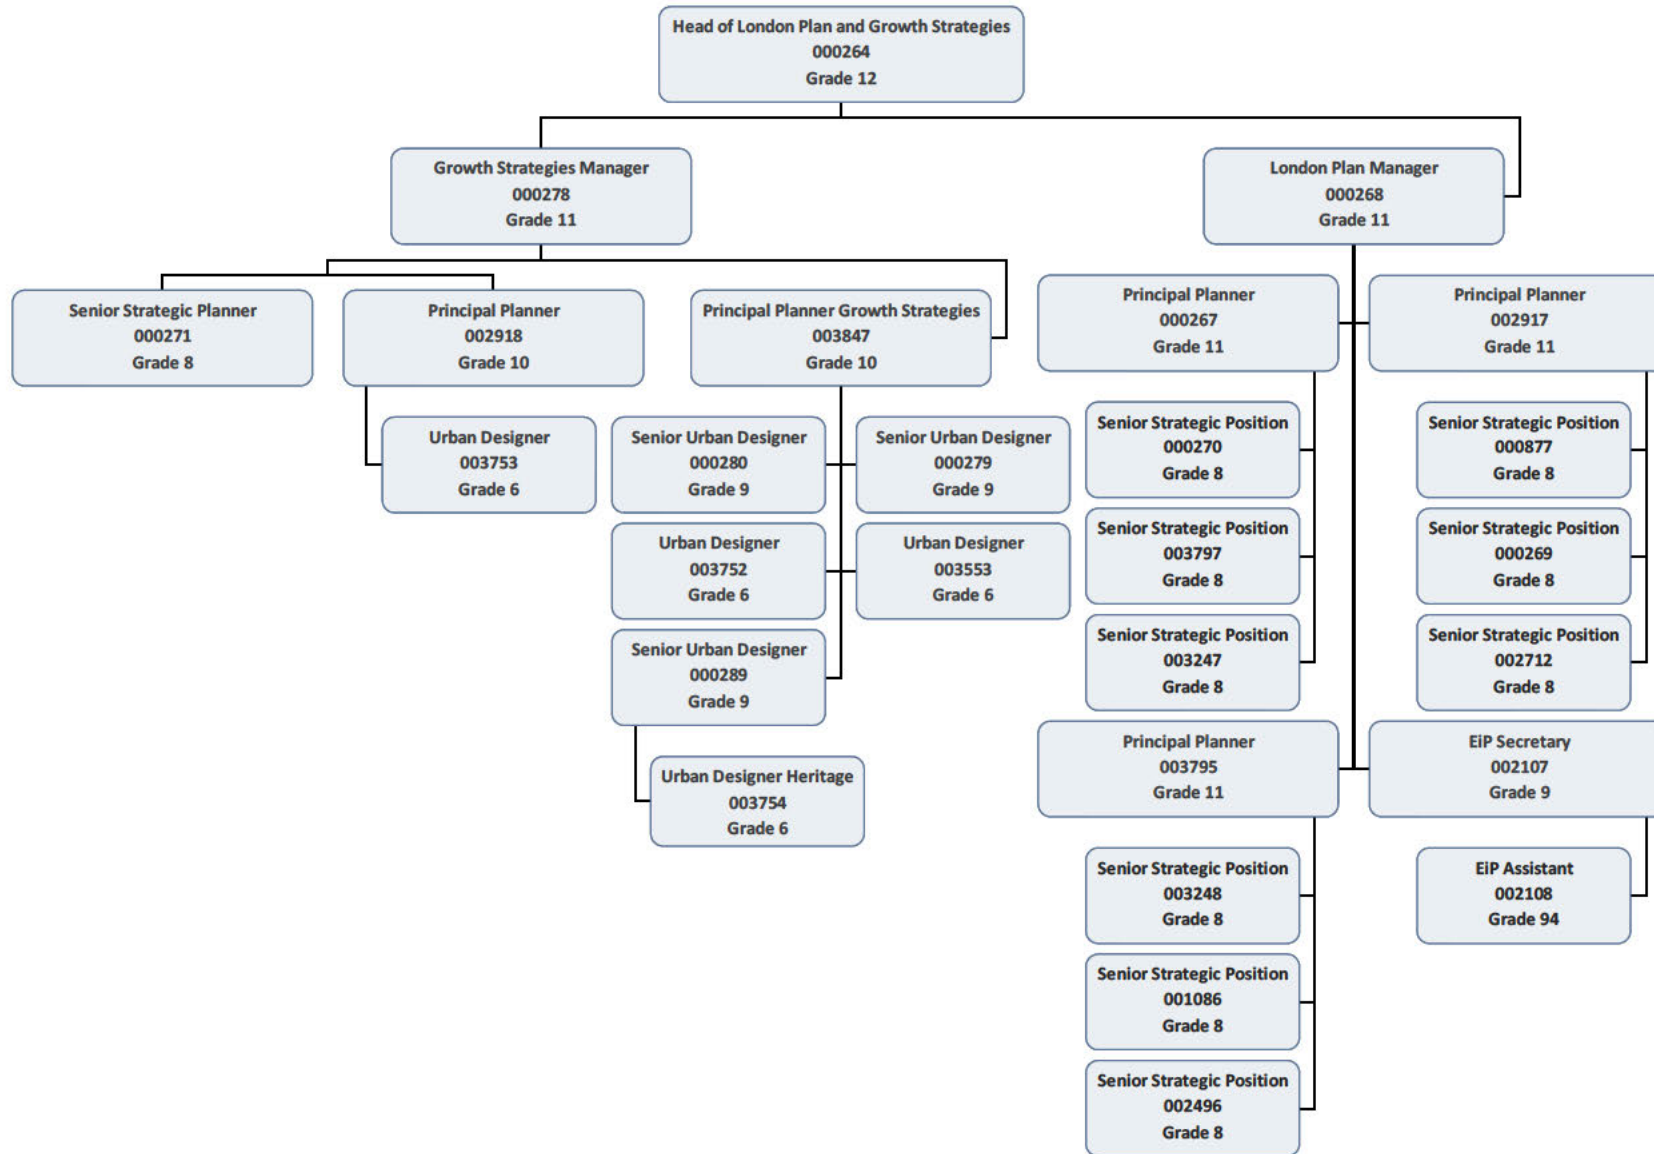 Head of London Plan and Growth Strategies
000264
Grade 12
Growth Strategies Manager
000278
Grade 11
London Plan Manager
000268
Grade 11
Senior Strategic Planner
000271
Grade 8
Principal Planner
002918
Grade 10
Principal Planner Growth Strategies
003847
Grade 10
Principal Planner
000267
Grade 11
Principal Planner
002917
Grade 11
Urban Designer
003753
Grade 6
Senior Urban Designer
000280
Grade 9
Senior Urban Designer
000279
Grade 9
Urban Designer
003752
Grade 6
Urban Designer
003553
Grade 6
Senior Urban Designer
000289
Grade 9
Urban Designer Heritage
003754
Grade 6
Senior Strategic Position
000270
Grade 8
Senior Strategic Position
003797
Grade 8
Senior Strategic Position
003247
Grade 8
Senior Strategic Position
000877
Grade 8
Senior Strategic Position
000269
Grade 8
Senior Strategic Position
002712
Grade 8
Principal Planner
003795
Grade 11
EiP Secretary
002107
Grade 9
Senior Strategic Position
003248
Grade 8
Senior Strategic Position
001086
Grade 8
Senior Strategic Position
002496
Grade 8
EiP Assistant
002108
Grade 94